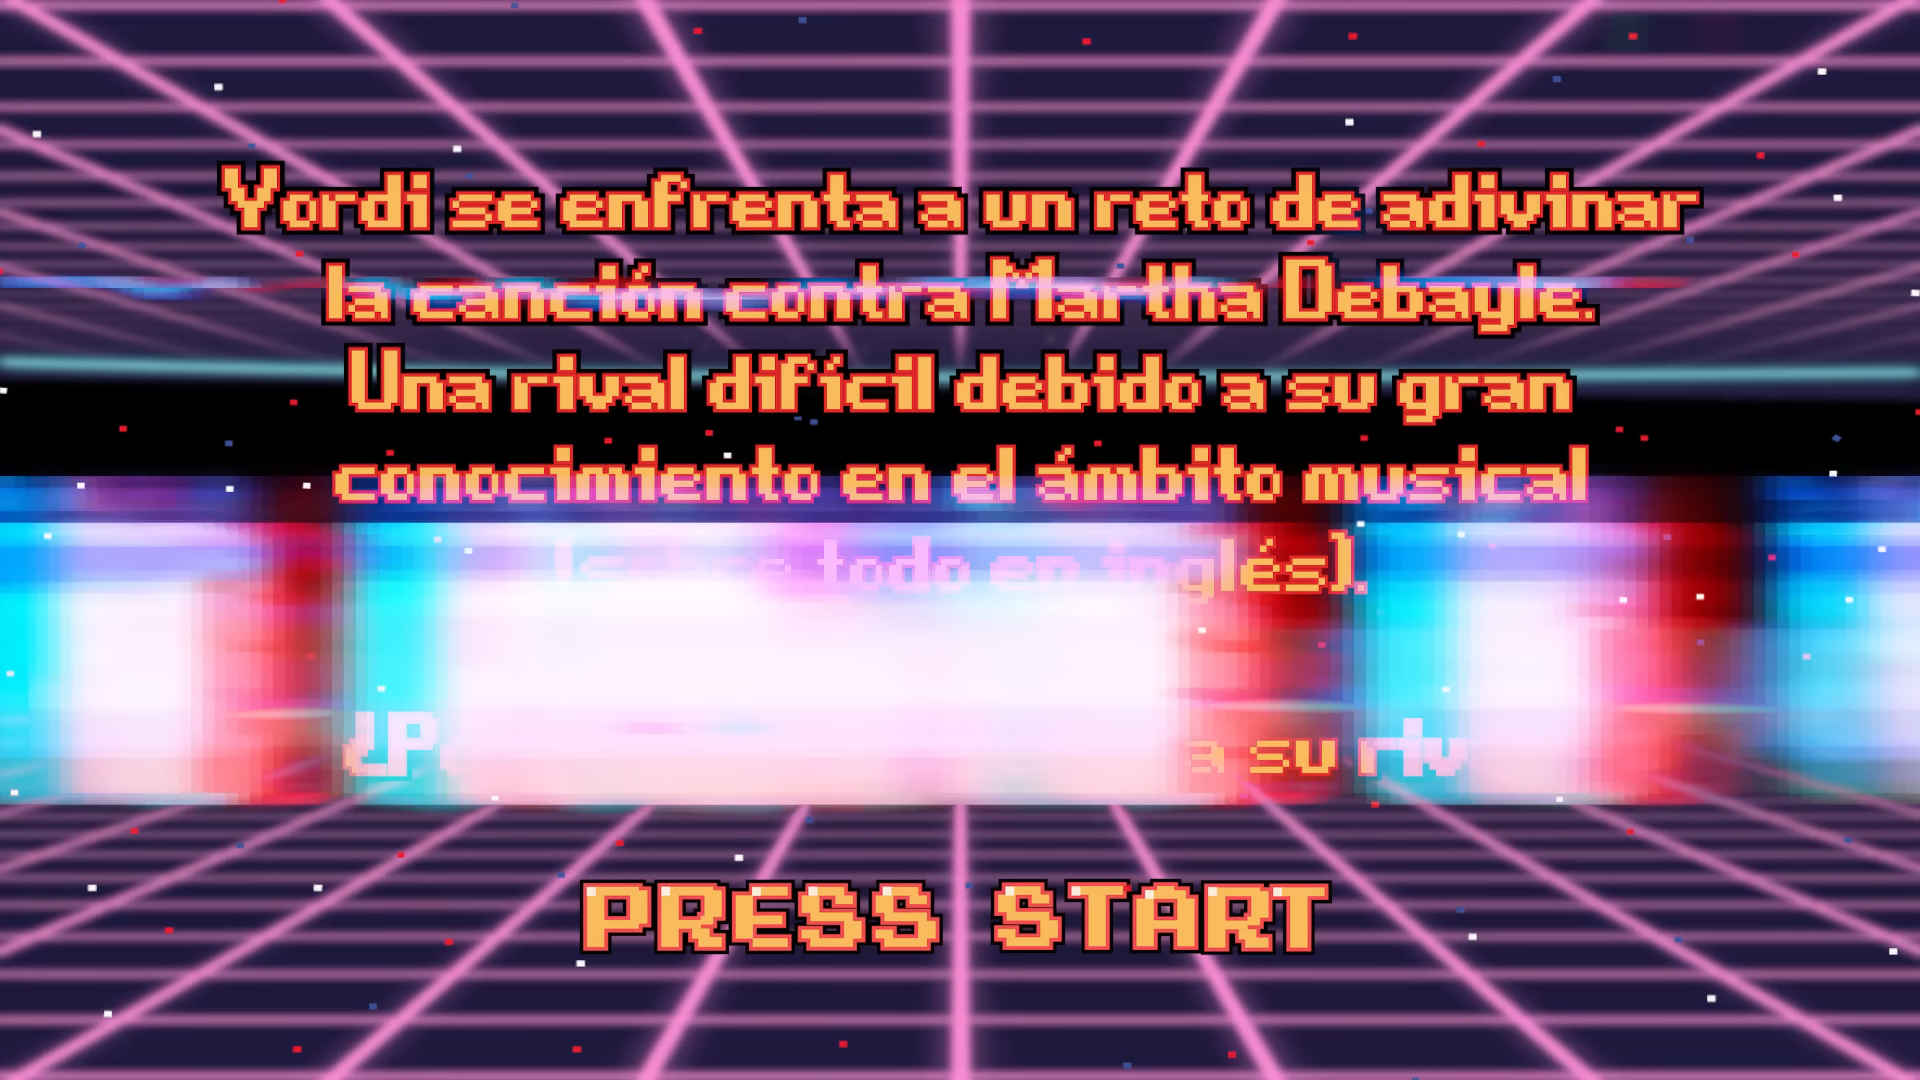 Yordi se enfrenta a un reto de adivinar
la canción contra Martha Debayle.
Una rival difícil debido a su gran
conocimiento en el ámbito musical
(sobre todo en inglés).
a su
PRESS START